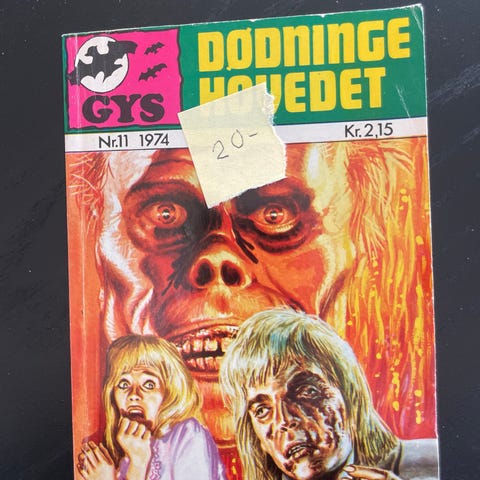 DØDNINGE
HOVEDET
GYS
Nr.11 1974
Kr.2,15
20-